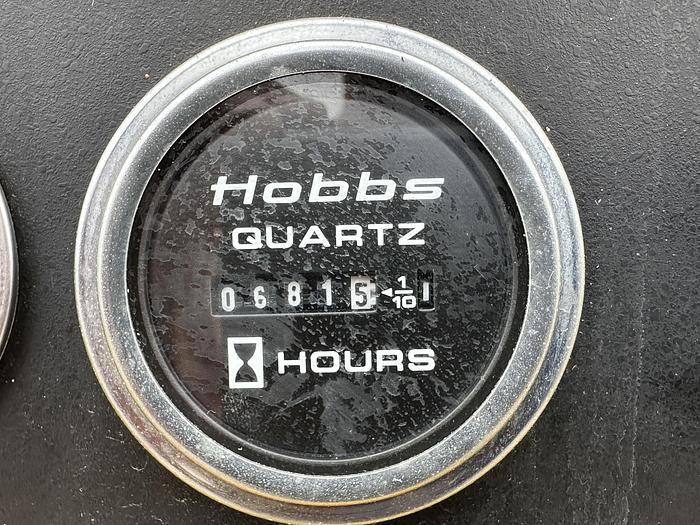 Hobbs
QUARTZ
06815 ◄1/10
HOURS